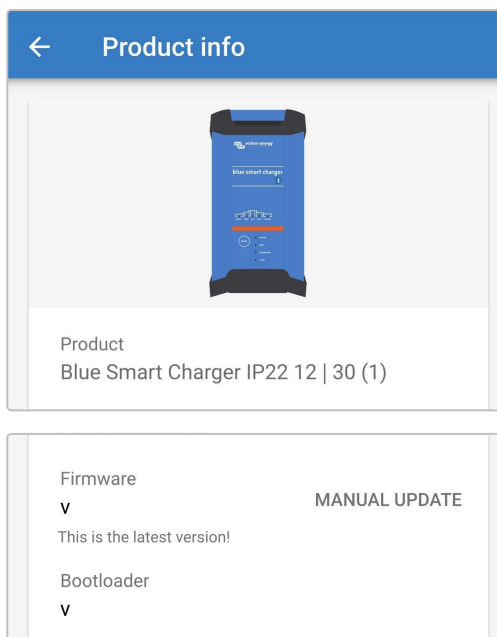 Product info
victron energy
blue smart charger
Product
Blue Smart Charger IP22 12 | 30 (1)
Firmware
MANUAL UPDATE
v
This is the latest version!
Bootloader
v